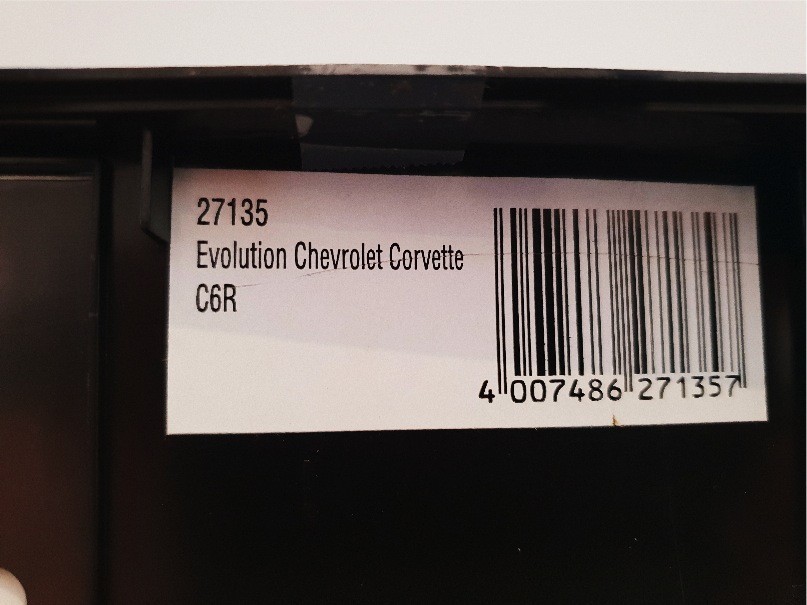 27135
Evolution Chevrolet Corvette
C6R
4 007486 271357